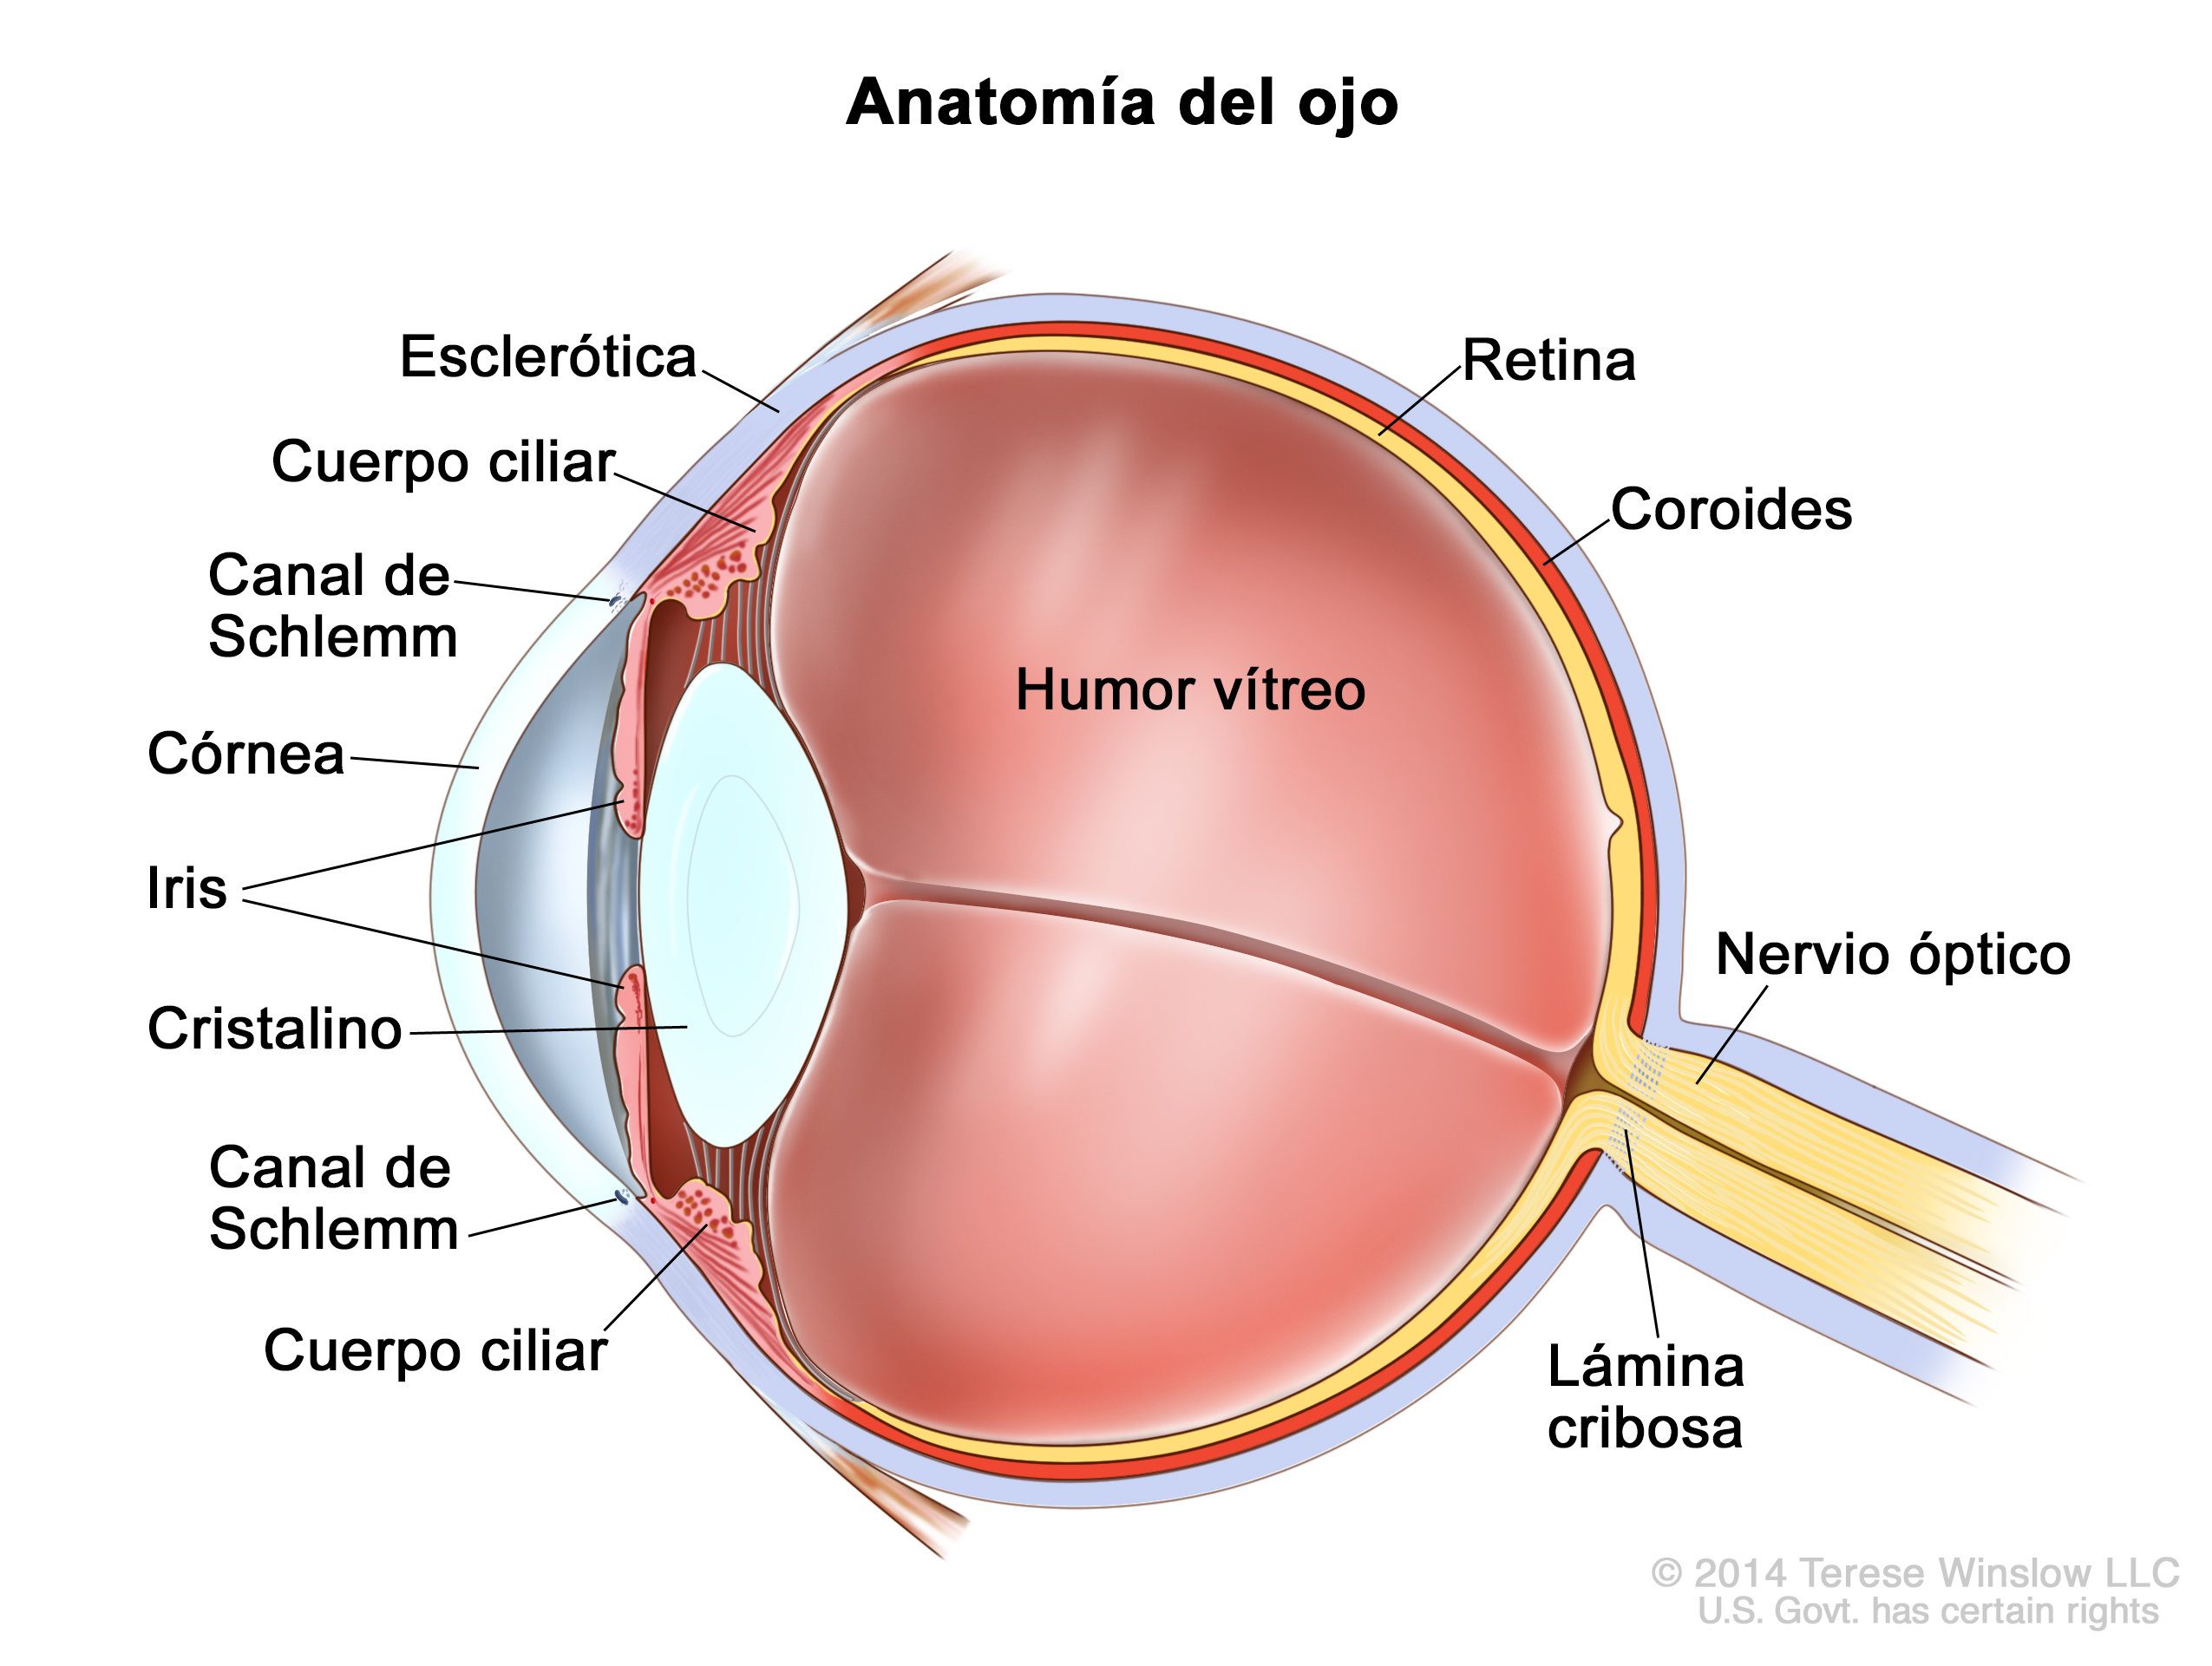 Anatomía del ojo
Esclerótica
Cuerpo ciliar
Canal de
Schlemm
Córnea
Iris
Cristalino
Canal de
Schlemm
Cuerpo ciliar
Humor vítreo
Retina
Coroides
Nervio óptico
Lámina
cribosa
© 2014 Terese Winslow LLC
U.S. Govt. has certain rights